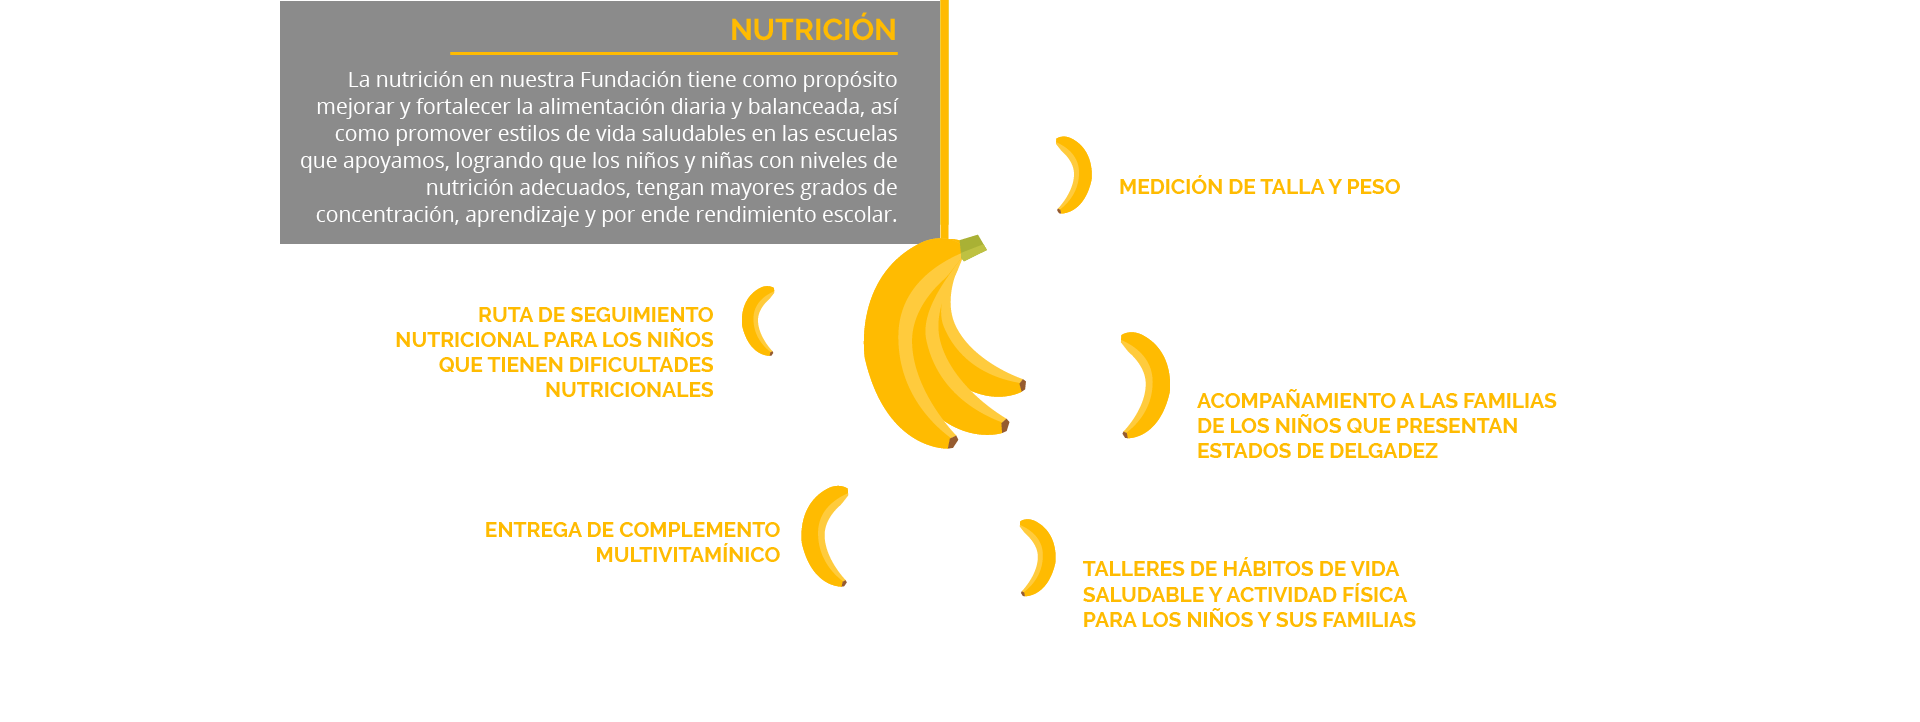 NUTRICIÓN
La nutrición en nuestra Fundación tiene como propósito
mejorar y fortalecer la alimentación diaria y balanceada, así
como promover estilos de vida saludables en las escuelas
que apoyamos, logrando que los niños y niñas con niveles de
nutrición adecuados, tengan mayores grados de
concentración, aprendizaje y por ende rendimiento escolar.
MEDICIÓN DE TALLA Y PESO
RUTA DE SEGUIMIENTO
NUTRICIONAL PARA LOS NIÑOS
QUE TIENEN DIFICULTADES
NUTRICIONALES
ACOMPAÑAMIENTO A LAS FAMILIAS
DE LOS NIÑOS QUE PRESENTAN
ESTADOS DE DELGADEZ
ENTREGA DE COMPLEMENTO
MULTIVITAMÍNICO
TALLERES DE HÁBITOS DE VIDA
SALUDABLE Y ACTIVIDAD FÍSICA
PARA LOS NIÑOS Y SUS FAMILIAS